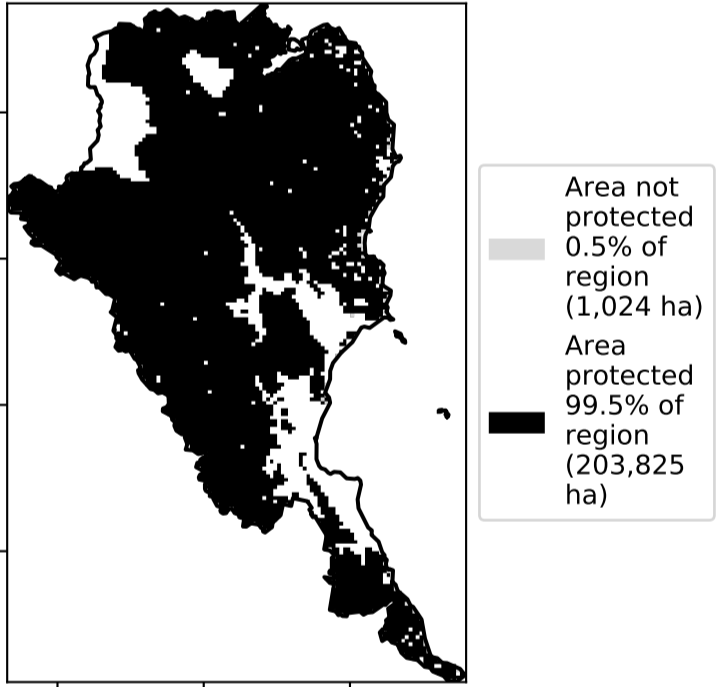 Area not
protected
0.5% of
region
(1,024 ha)
Area
protected
99.5% of
region
(203,825
ha)